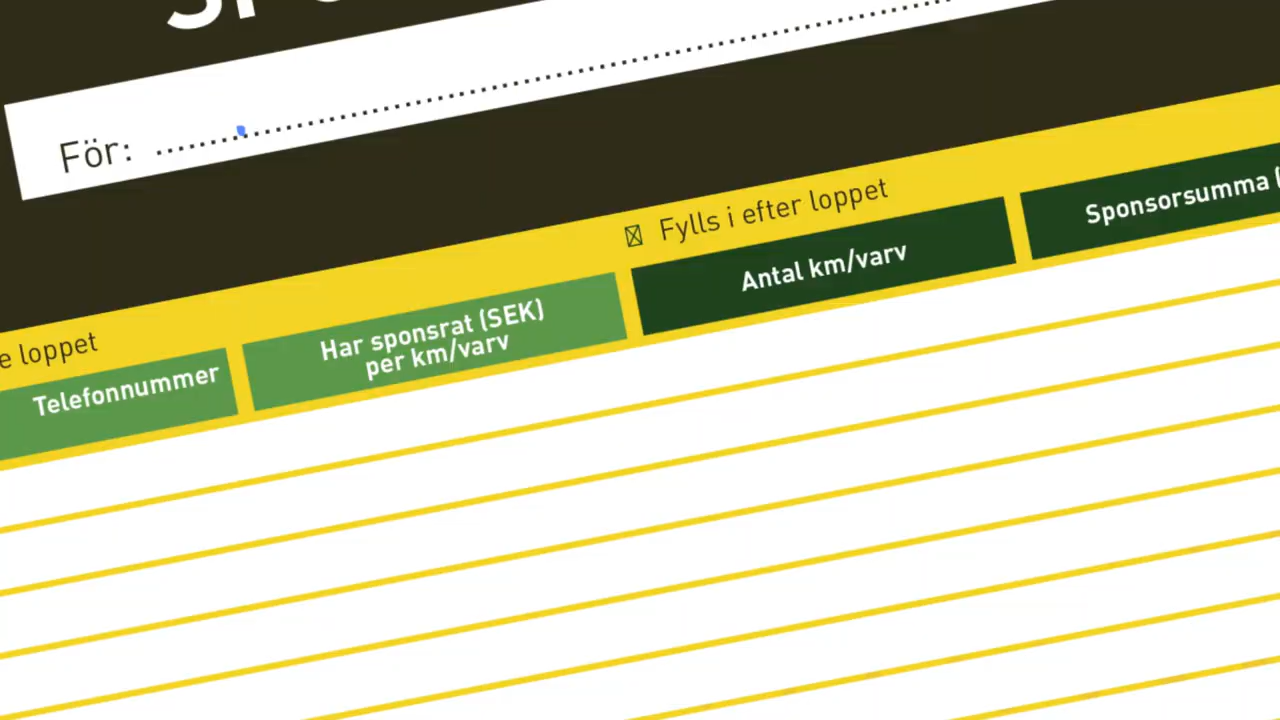 För:
Fylls i efter loppet
e loppet
Telefonnummer
Har sponsrat (SEK)
per km/varv
Antal km/varv
Sponsorsumma (